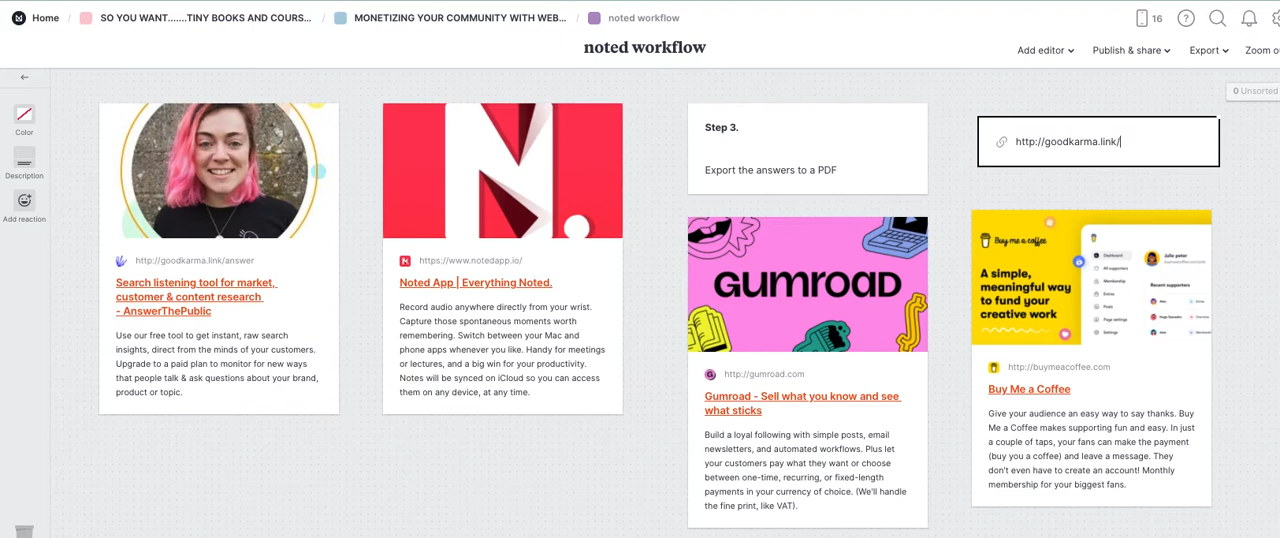 Home / SO YOU WANT.......TINY BOOKS AND COURS... / MONETIZING YOUR COMMUNITY WITH WEB... / noted workflow
16
noted workflow
Add editor
Publish & share
Export
Zoom ou
0 Unsorted
Color
Description
Add reaction
http://goodkarma.link/answer
Search listening tool for market,
customer & content research
- AnswerThePublic
Use our free tool to get instant, raw search
insights, direct from the minds of your customers.
Upgrade to a paid plan to monitor for new ways
that people talk & ask questions about your brand,
product or topic.
N.
https://www.notedapp.io/
Noted App | Everything Noted.
Record audio anywhere directly from your wrist.
Capture those spontaneous moments worth
remembering. Switch between your Mac and
phone apps whenever you like. Handy for meetings
or lectures, and a big win for your productivity.
Notes will be synced on iCloud so you can access
them on any device, at any time.
Step 3.
Export the answers to a PDF
GUMROAD
http://gumroad.com
Gumroad - Sell what you know and see
what sticks
Build a loyal following with simple posts, email
newsletters, and automated workflows. Plus let
your customers pay what they want or choose
between one-time, recurring, or fixed-length
payments in your currency of choice. (We'll handle
the fine print, like VAT).
http://goodkarma.link/
Buy me a coffee
A simple,
meaningful way
to fund your
creative work
Dashboard
All supporters
Membership
Extras
Posts
Page settings
Settings
Julie peter
Recent supporters
http://buymeacoffee.com
Buy Me a Coffee
Give your audience an easy way to say thanks. Buy
Me a Coffee makes supporting fun and easy. In just
a couple of taps, your fans can make the payment
(buy you a coffee) and leave a message. They
don't even have to create an account! Monthly
membership for your biggest fans.